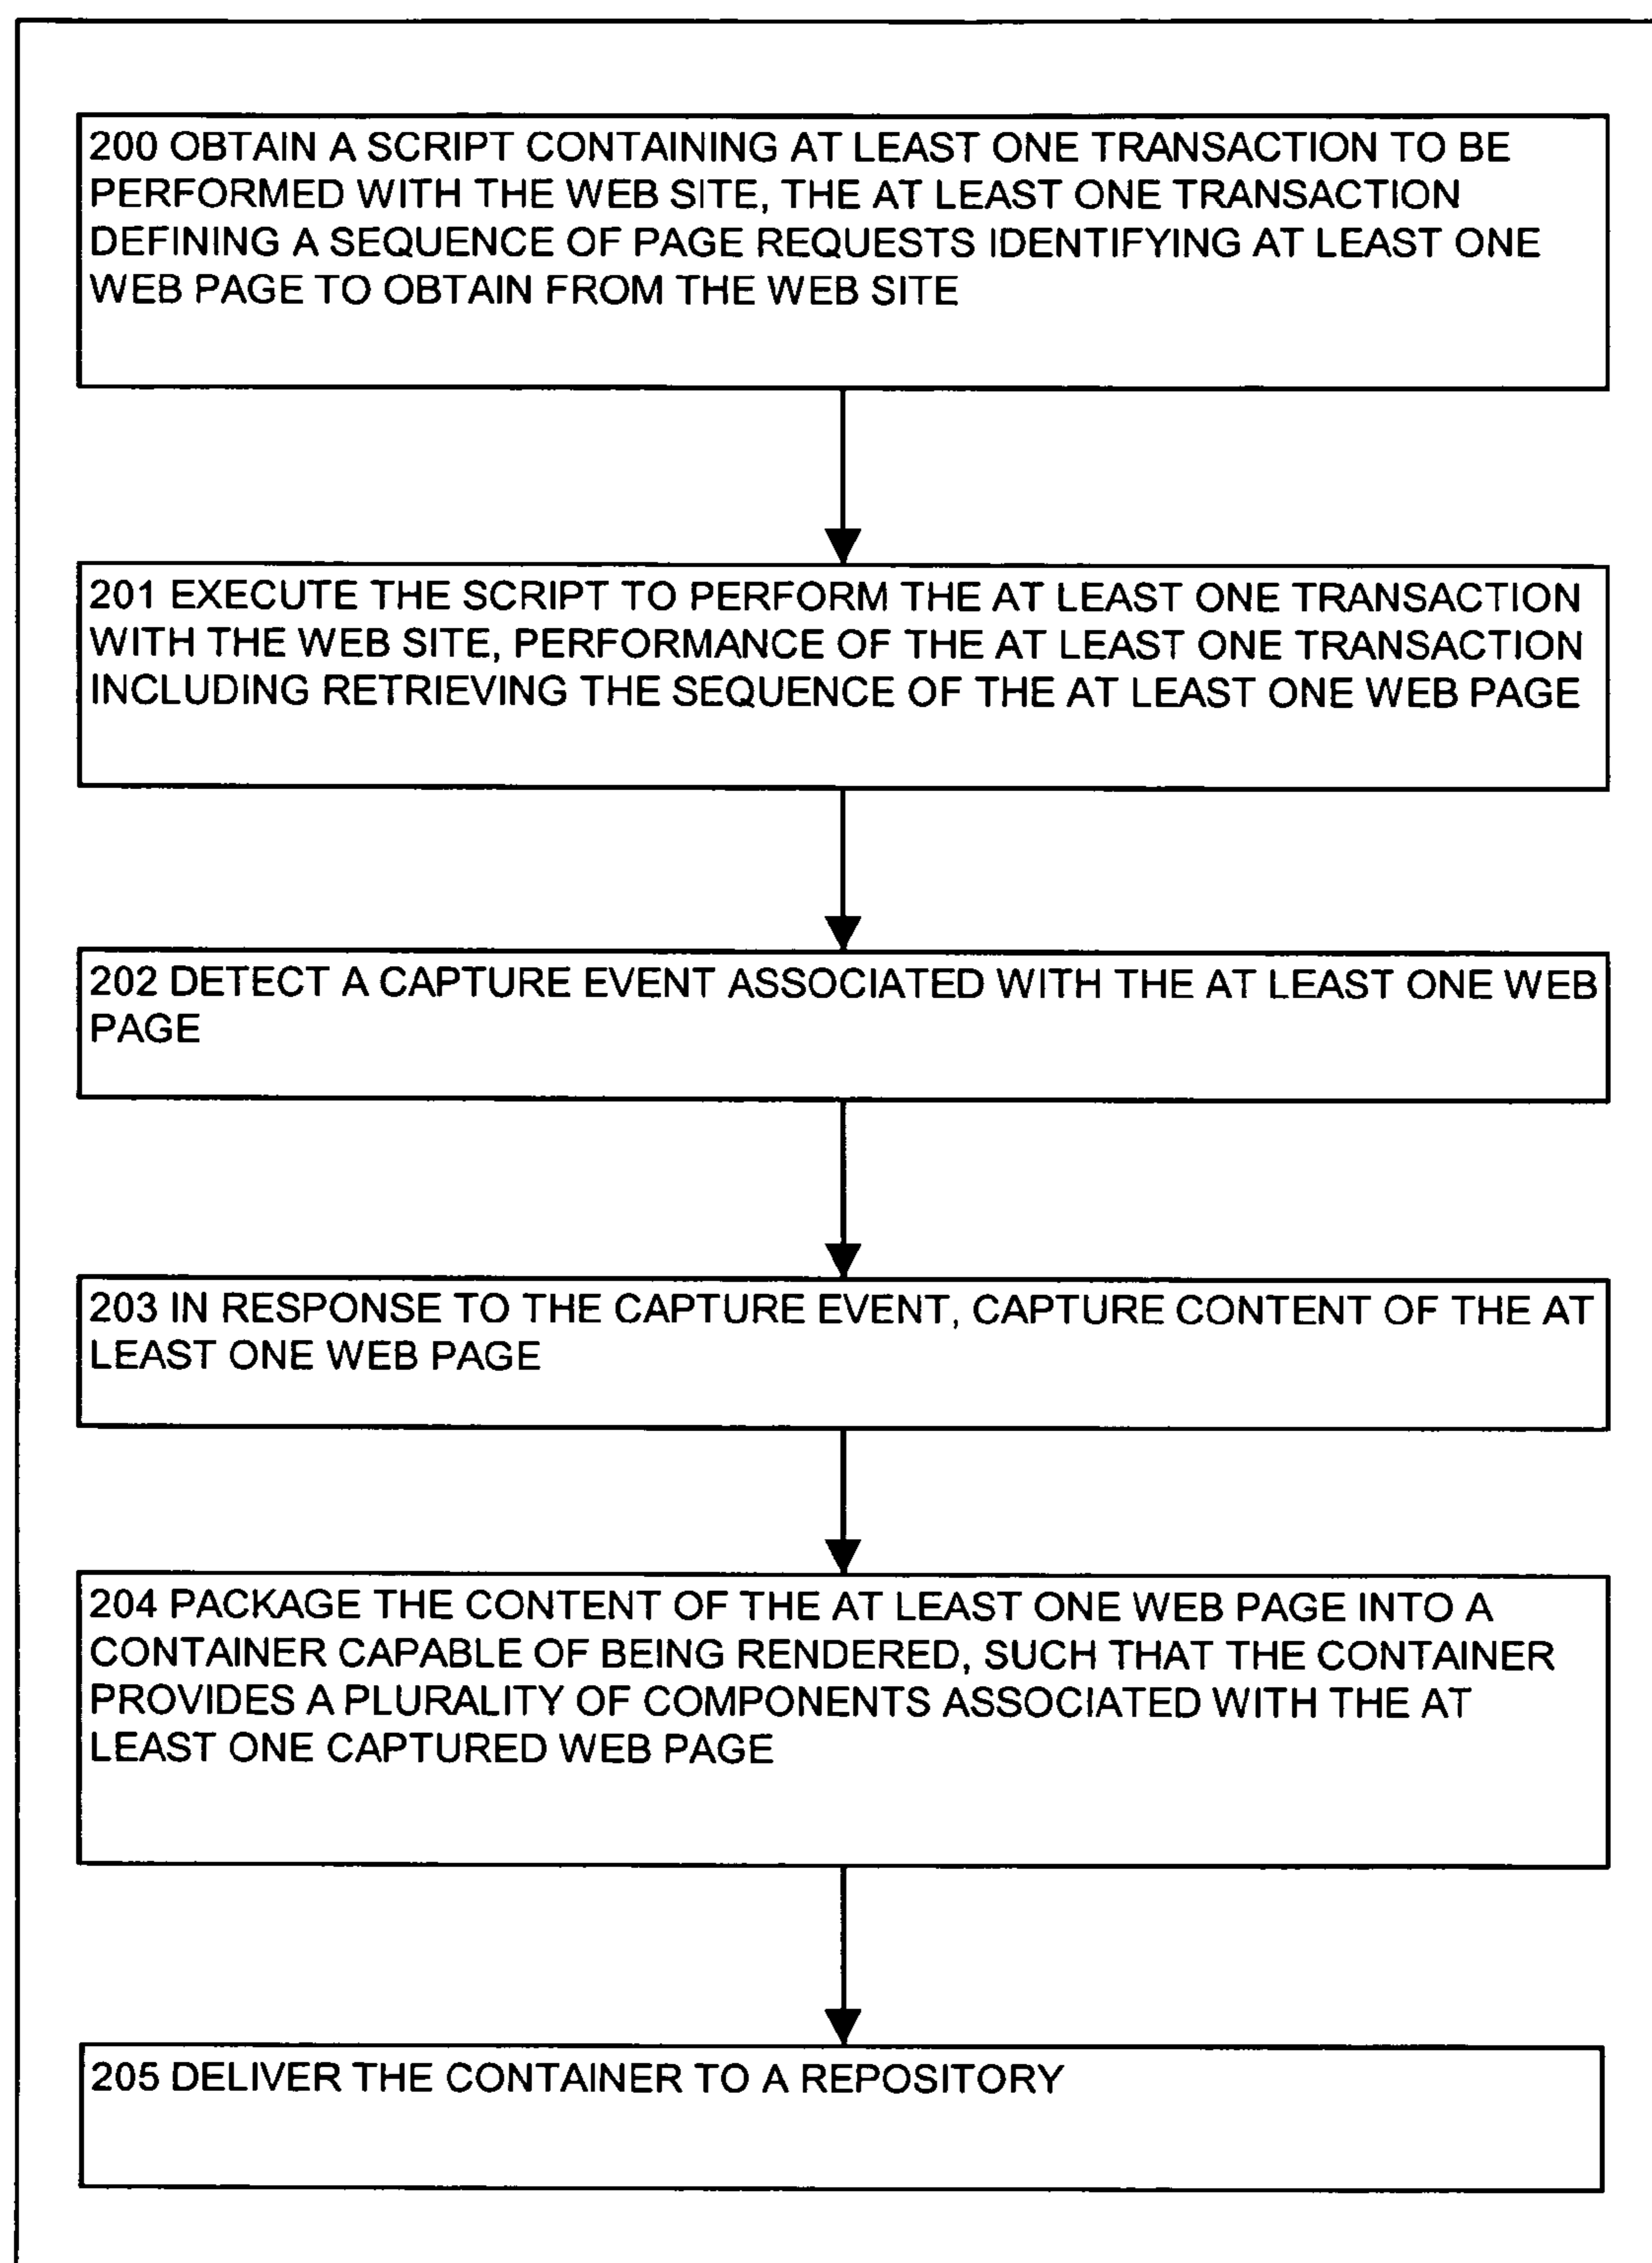 200 OBTAIN A SCRIPT CONTAINING AT LEAST ONE TRANSACTION TO BE
PERFORMED WITH THE WEB SITE, THE AT LEAST ONE TRANSACTION
DEFINING A SEQUENCE OF PAGE REQUESTS IDENTIFYING AT LEAST ONE
WEB PAGE TO OBTAIN FROM THE WEB SITE
201 EXECUTE THE SCRIPT TO PERFORM THE AT LEAST ONE TRANSACTION
WITH THE WEB SITE, PERFORMANCE OF THE AT LEAST ONE TRANSACTION
INCLUDING RETRIEVING THE SEQUENCE OF THE AT LEAST ONE WEB PAGE
202 DETECT A CAPTURE EVENT ASSOCIATED WITH THE AT LEAST ONE WEB
PAGE
203 IN RESPONSE TO THE CAPTURE EVENT, CAPTURE CONTENT OF THE AT
LEAST ONE WEB PAGE
204 PACKAGE THE CONTENT OF THE AT LEAST ONE WEB PAGE INTO A
CONTAINER CAPABLE OF BEING RENDERED, SUCH THAT THE CONTAINER
PROVIDES A PLURALITY OF COMPONENTS ASSOCIATED WITH THE AT
LEAST ONE CAPTURED WEB PAGE
205 DELIVER THE CONTAINER TO A REPOSITORY